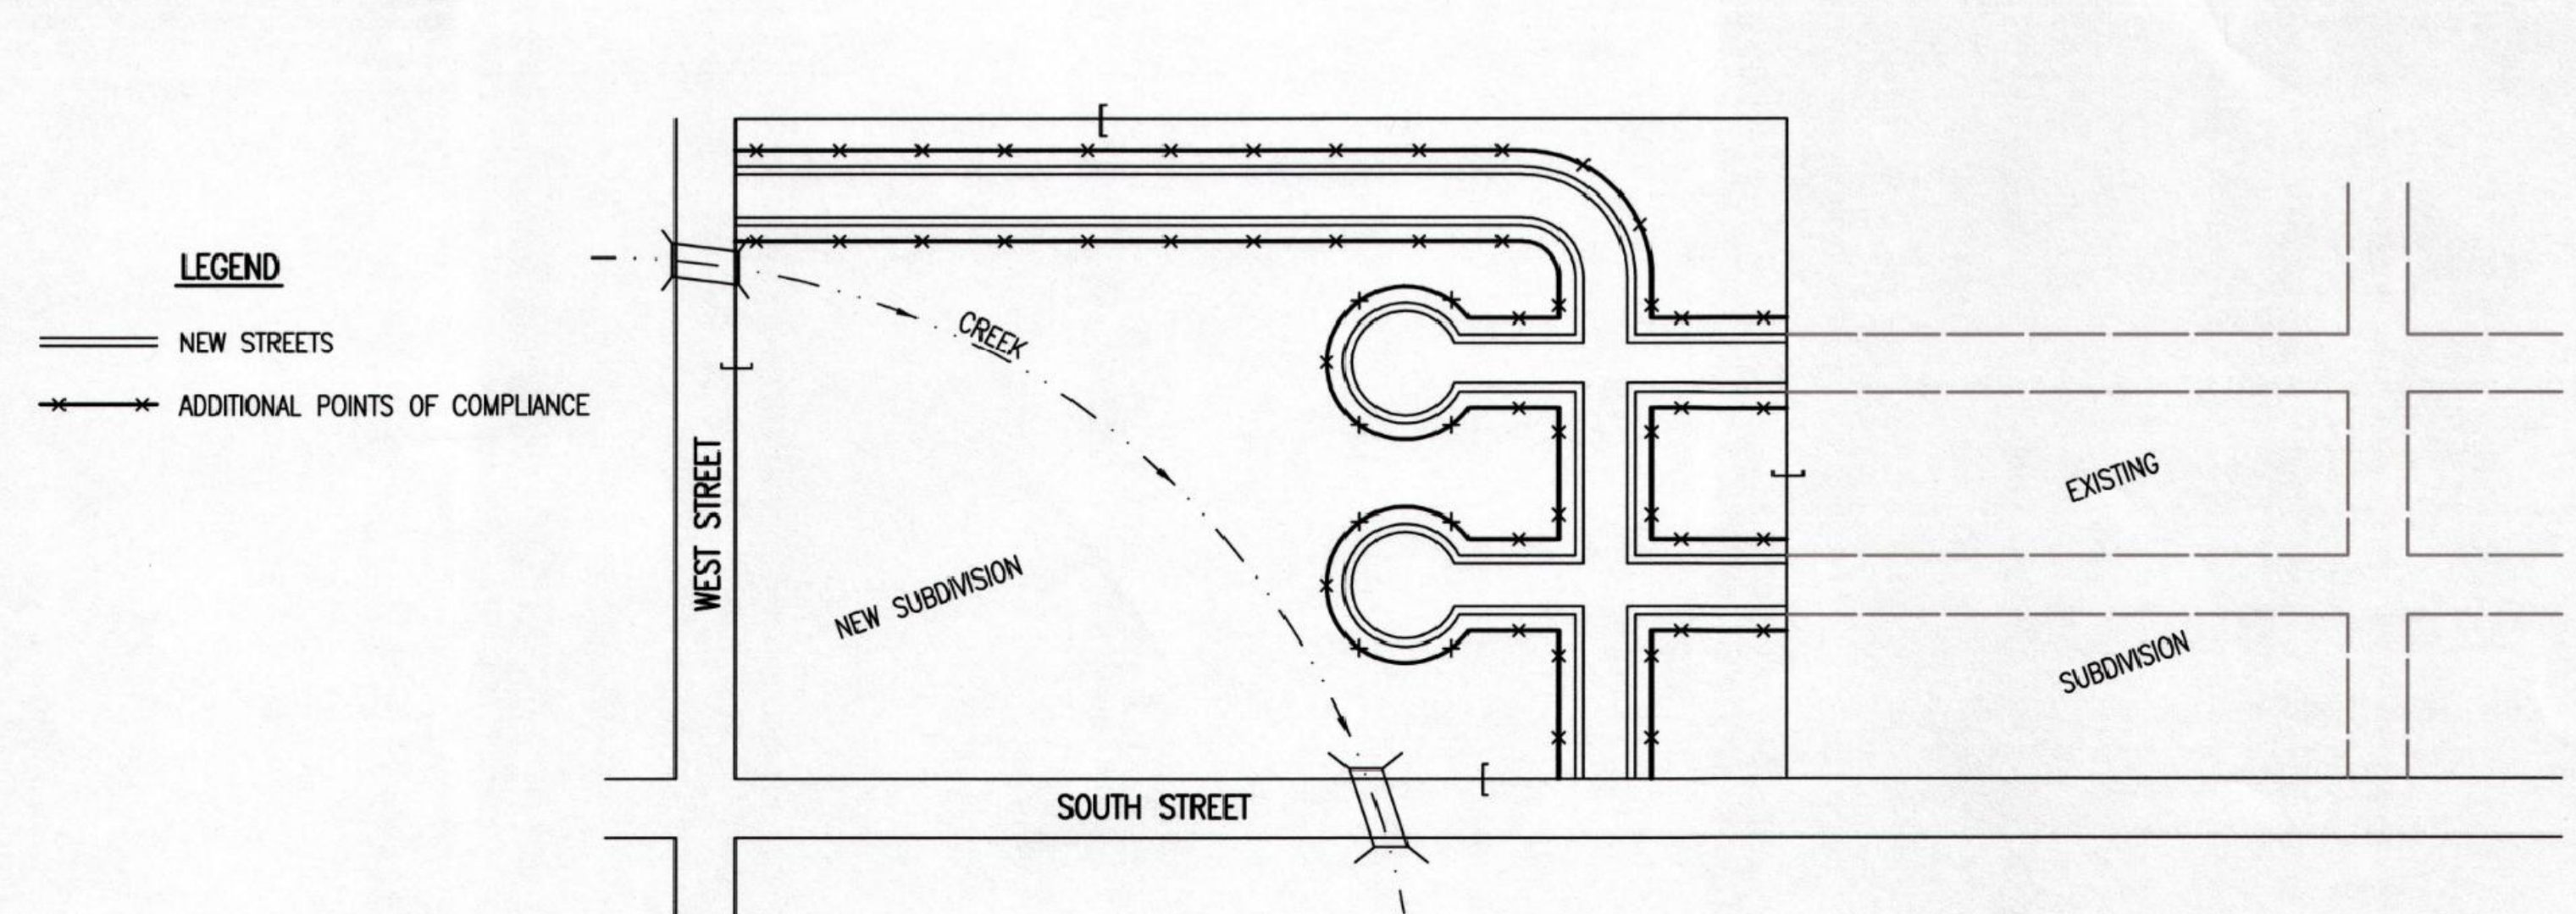 LEGEND
NEW STREETS
ADDITIONAL POINTS OF COMPLIANCE
CREEK
WEST STREET
NEW SUBDIVISION
SOUTH STREET
EXISTING
SUBDIVISION